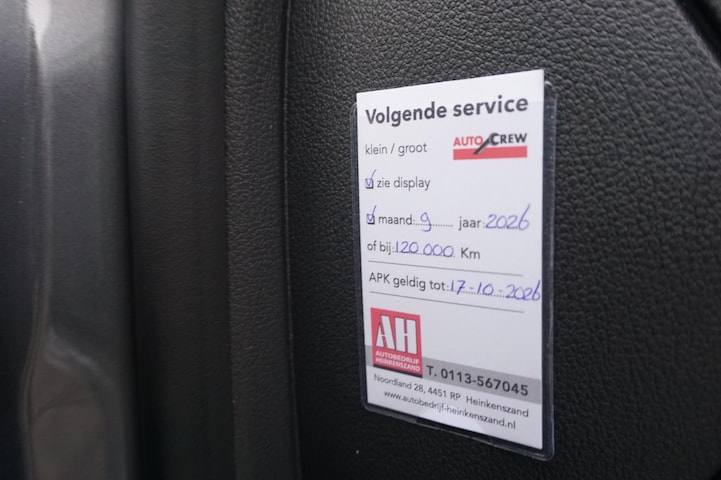 Volgende service
klein / groot AUTO CREW
zie display
maand: 9 jaar: 2026
of bij: 120.000 Km
APK geldig tot: 17-10-2026
AH
AUTOBEDRIJF
HEINKENSZAND
T. 0113-567045
Noordland 28, 4451 RP Heinkenszand
www.autobedrijf-heinkenszand.nl